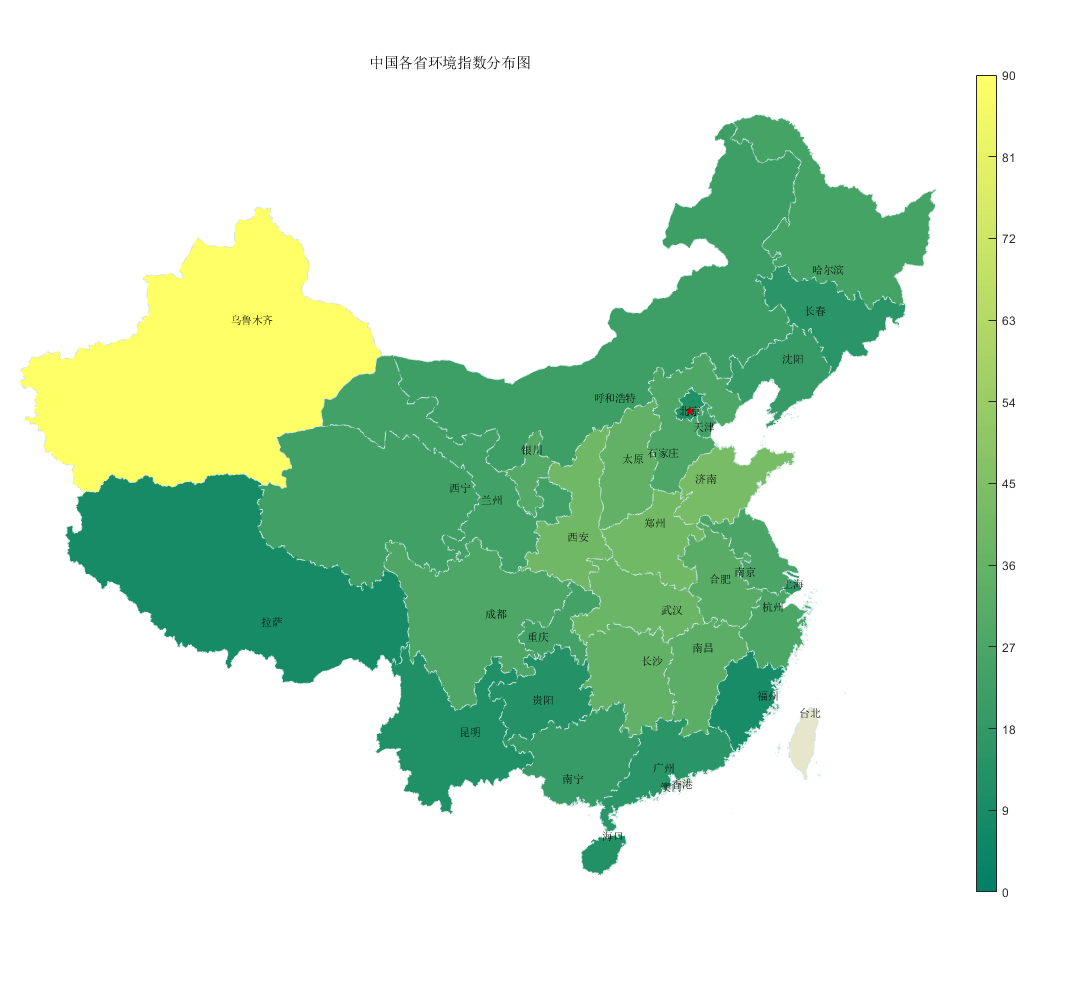 中国各省环境指数分布图
90
81
72
63
54
45
36
27
18
9
0
哈尔滨
长春
乌鲁木齐
沈阳
呼和浩特
北京
天津
银川
石家庄
太原
济南
西宁
兰州
郑州
西安
南京
合肥
上海
杭州
武汉
成都
拉萨
重庆
南昌
长沙
福州
贵阳
台北
昆明
广州
南宁
香港
澳门
海口